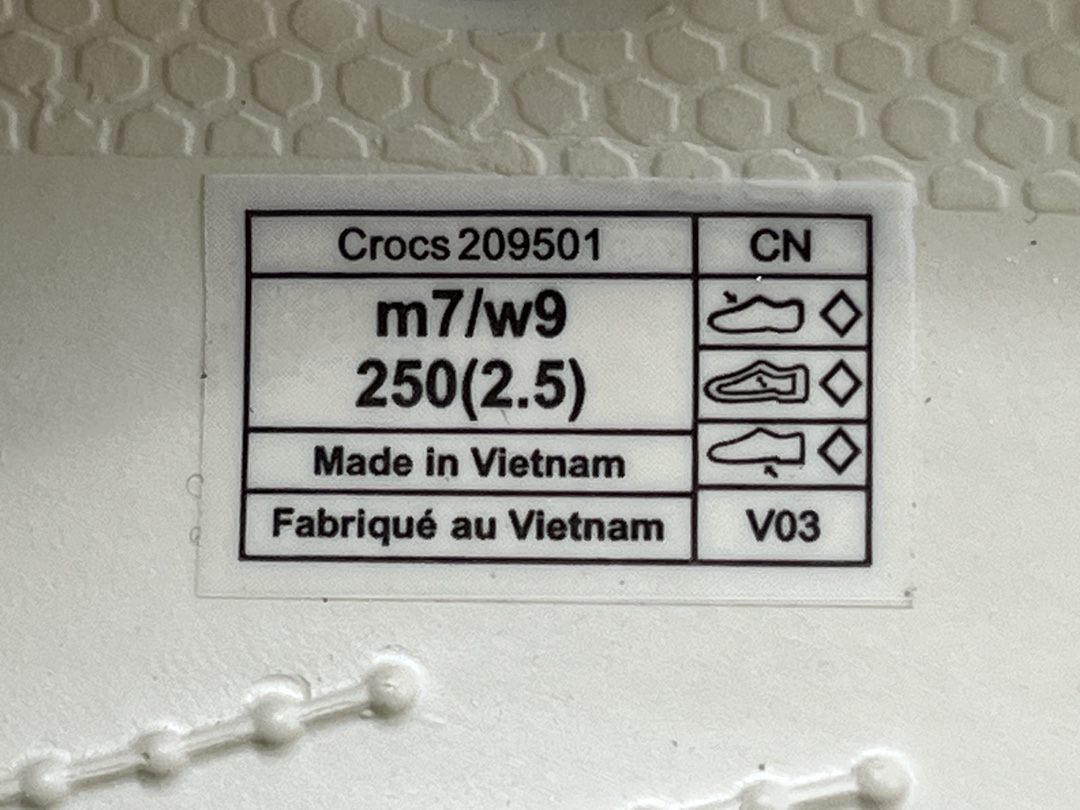 Crocs 209501
CN
m7/w9
250(2.5)
Made in Vietnam
Fabriqué au Vietnam
V03